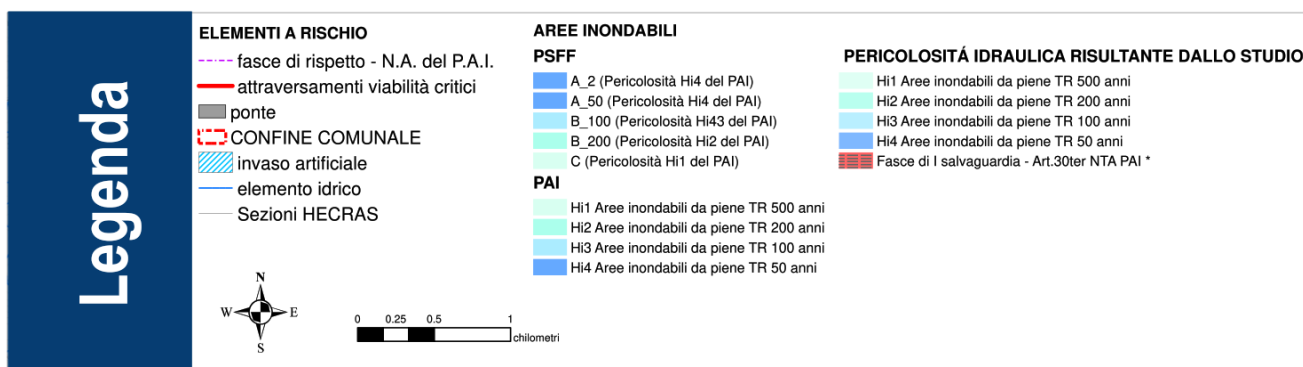 Legenda
ELEMENTI A RISCHIO
fasce di rispetto - N.A. del P.A.I.
attraversamenti viabilità critici
ponte
CONFINE COMUNALE
invaso artificiale
elemento idrico
Sezioni HECRAS
N
W E
S
0 0.25 0.5 1
chilometri
AREE INONDABILI
PSFF
A_2 (Pericolosità Hi4 del PAI)
A_50 (Pericolosità Hi4 del PAI)
B_100 (Pericolosità Hi43 del PAI)
B_200 (Pericolosità Hi2 del PAI)
C (Pericolosità Hi1 del PAI)
PAI
Hi1 Aree inondabili da piene TR 500 anni
Hi2 Aree inondabili da piene TR 200 anni
Hi3 Aree inondabili da piene TR 100 anni
Hi4 Aree inondabili da piene TR 50 anni
PERICOLOSITÁ IDRAULICA RISULTANTE DALLO STUDIO
Hi1 Aree inondabili da piene TR 500 anni
Hi2 Aree inondabili da piene TR 200 anni
Hi3 Aree inondabili da piene TR 100 anni
Hi4 Aree inondabili da piene TR 50 anni
Fasce di I salvaguardia - Art.30ter NTA PAI *